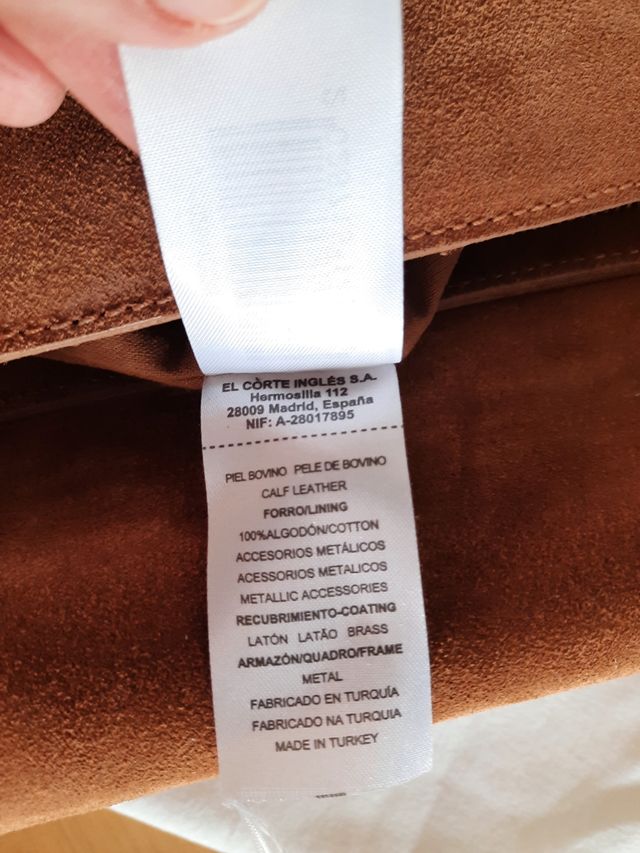 EL CÒRTE INGLÉS S.A.
Hermosilla 112
28009 Madrid, España
NIF: A-28017895
PIEL BOVINO PELE DE BOVINO
CALF LEATHER
FORRO/LINING
100%ALGODÓN/COTTON
ACCESORIOS METÁLICOS
ACESSORIOS METALICOS
METALLIC ACCESSORIES
RECUBRIMIENTO-COATING
LATÓN LATÃO BRASS
ARMAZÓN/QUADRO/FRAME
METAL
FABRICADO EN TURQUÍA
FABRICADO NA TURQUIA
MADE IN TURKEY